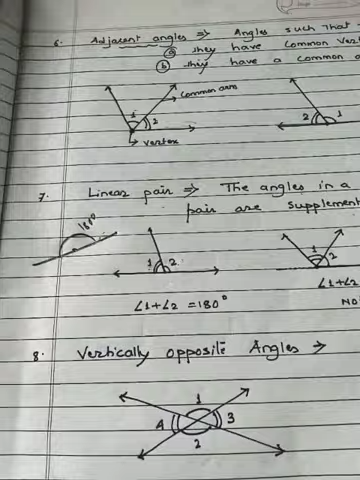 6. Adjacent angles ⇒ Angles such that
(a) they have common
(b) they have a common
1 2 common arm
vertex
2 1
7. Linear pair ⇒ The angles in a
pair are
180°
1 2
1 2
∠1+∠2 = 180°
∠1+∠2
8. Vertically opposite Angles ⇒
1
4 3
2